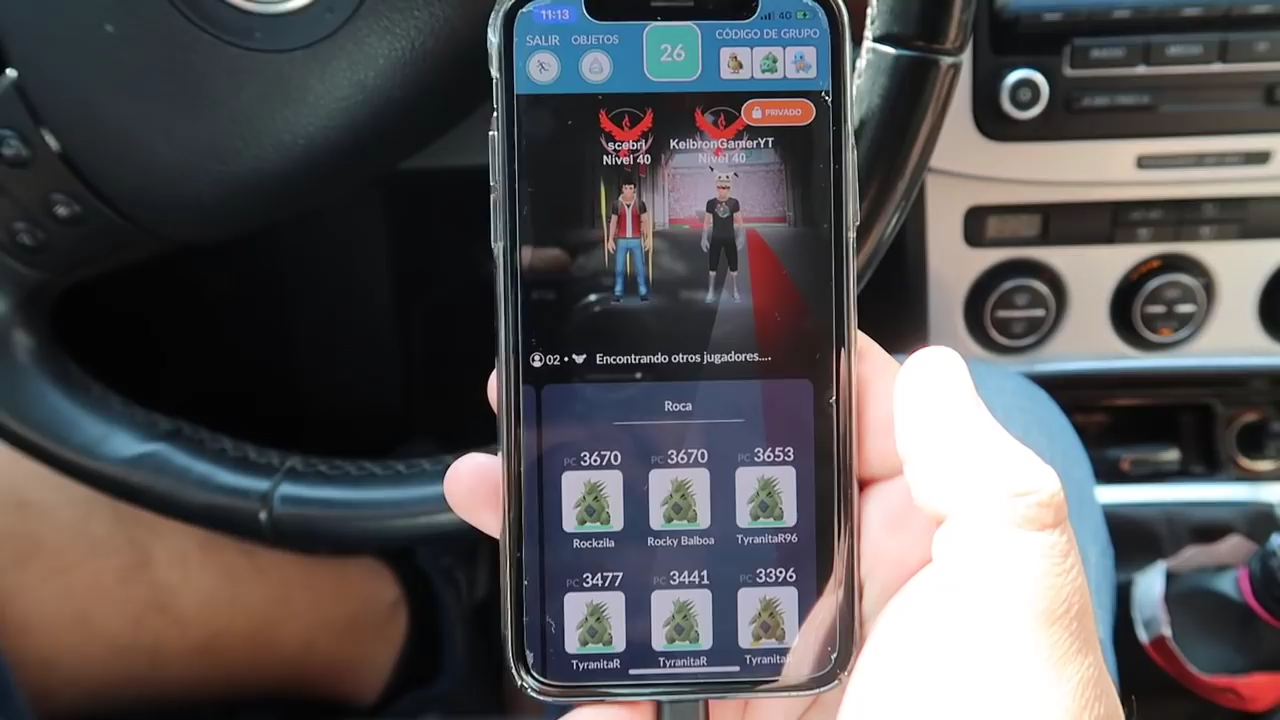 11:13
4G
SALIR
OBJETOS
26
CÓDIGO DE GRUPO
PRIVADO
scebri
Nivel 40
KeibronGamerYT
Nivel 40
02 • Encontrando otros jugadores....
Roca
PC 3670
PC 3670
PC 3653
Rockzila
Rocky Balboa
TyranitaR96
PC 3477
PC 3441
PC 3396
TyranitaR
TyranitaR